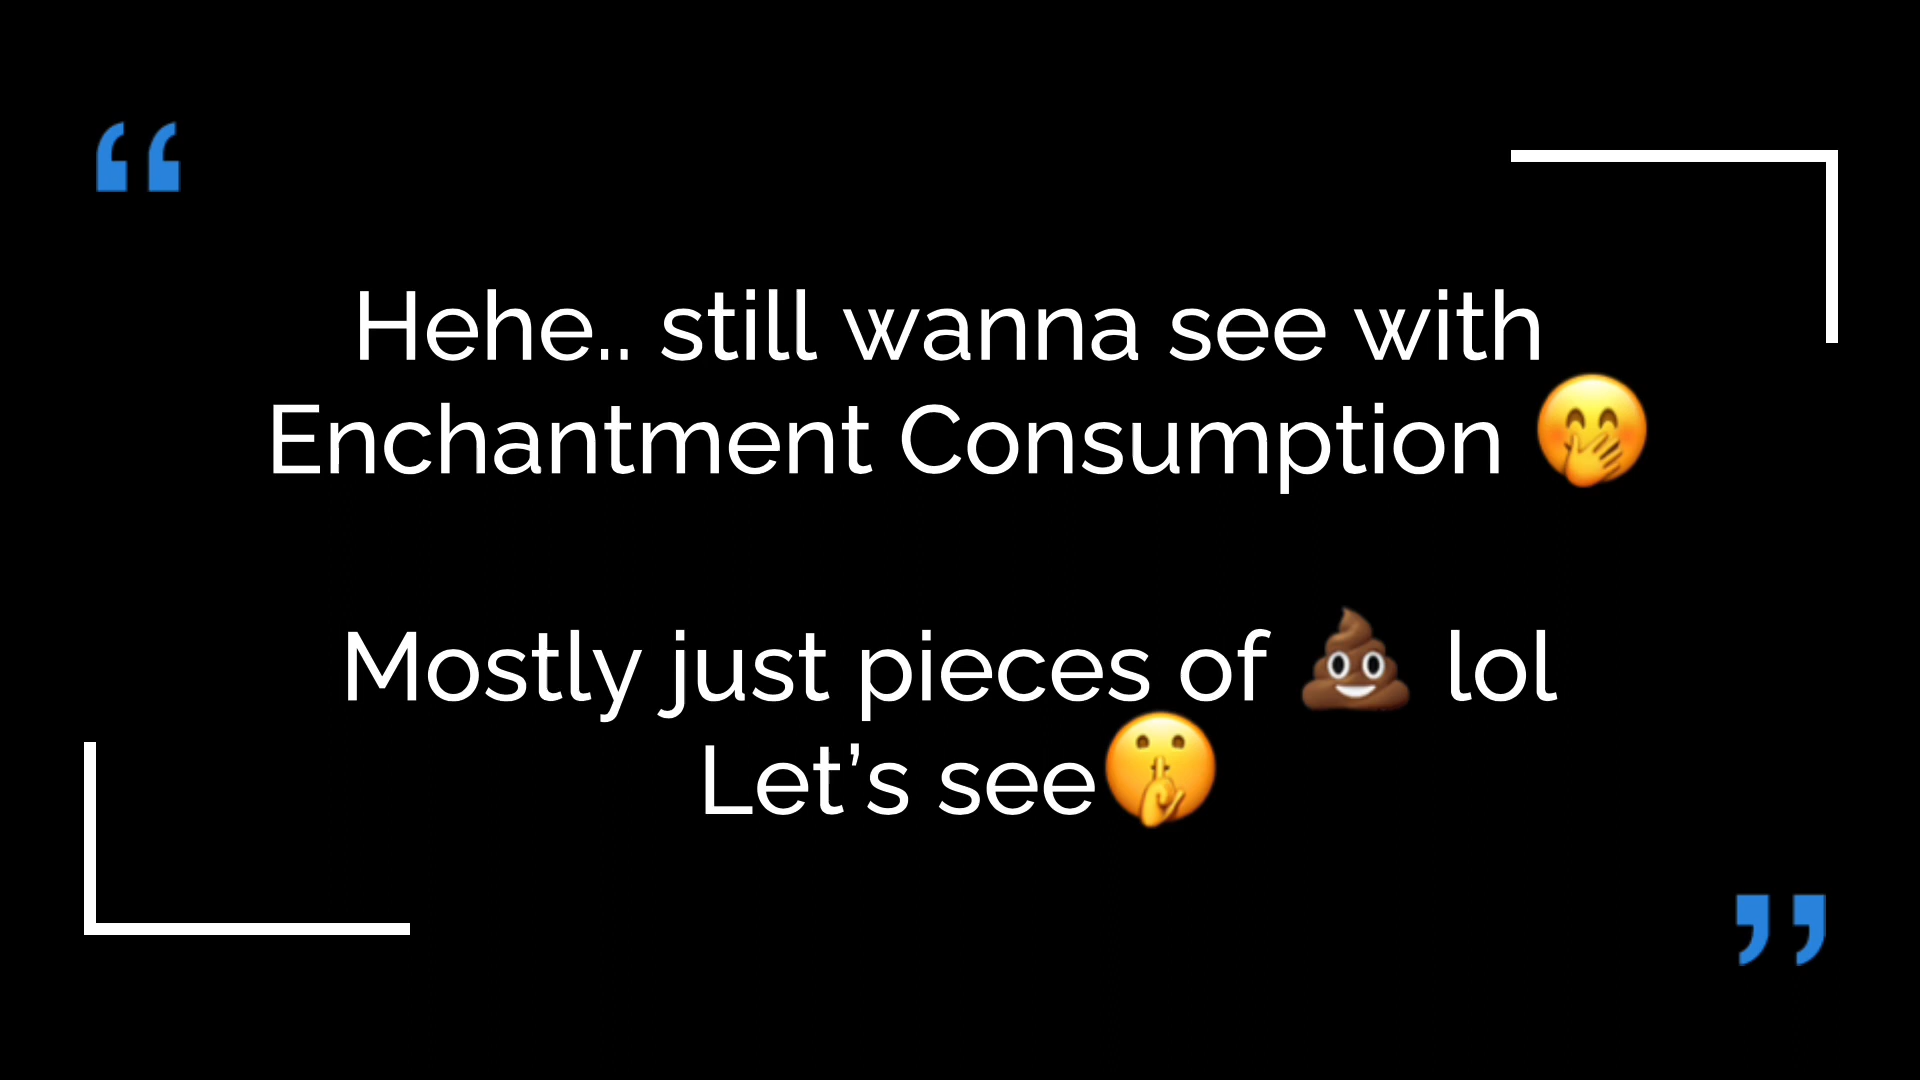 “
Hehe.. still wanna see with
Enchantment Consumption 🤭
Mostly just pieces of 💩 lol
Let’s see🤫
”